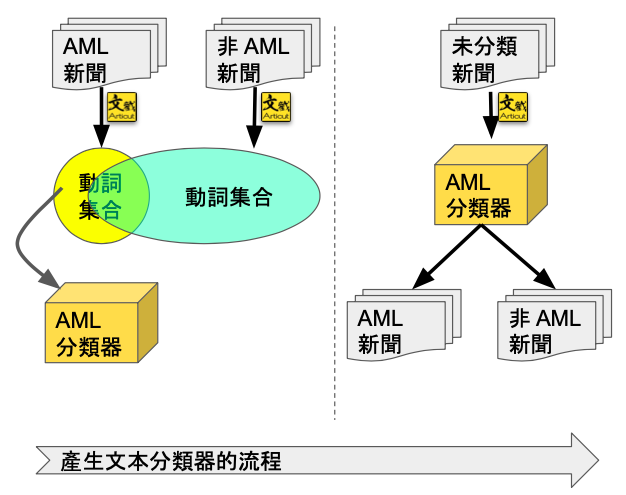 AML
新聞
非 AML
新聞
文截
Articut
文截
Articut
動詞
集合
動詞集合
AML
分類器
未分類
新聞
文截
Articut
AML
分類器
AML
新聞
非 AML
新聞
產生文本分類器的流程